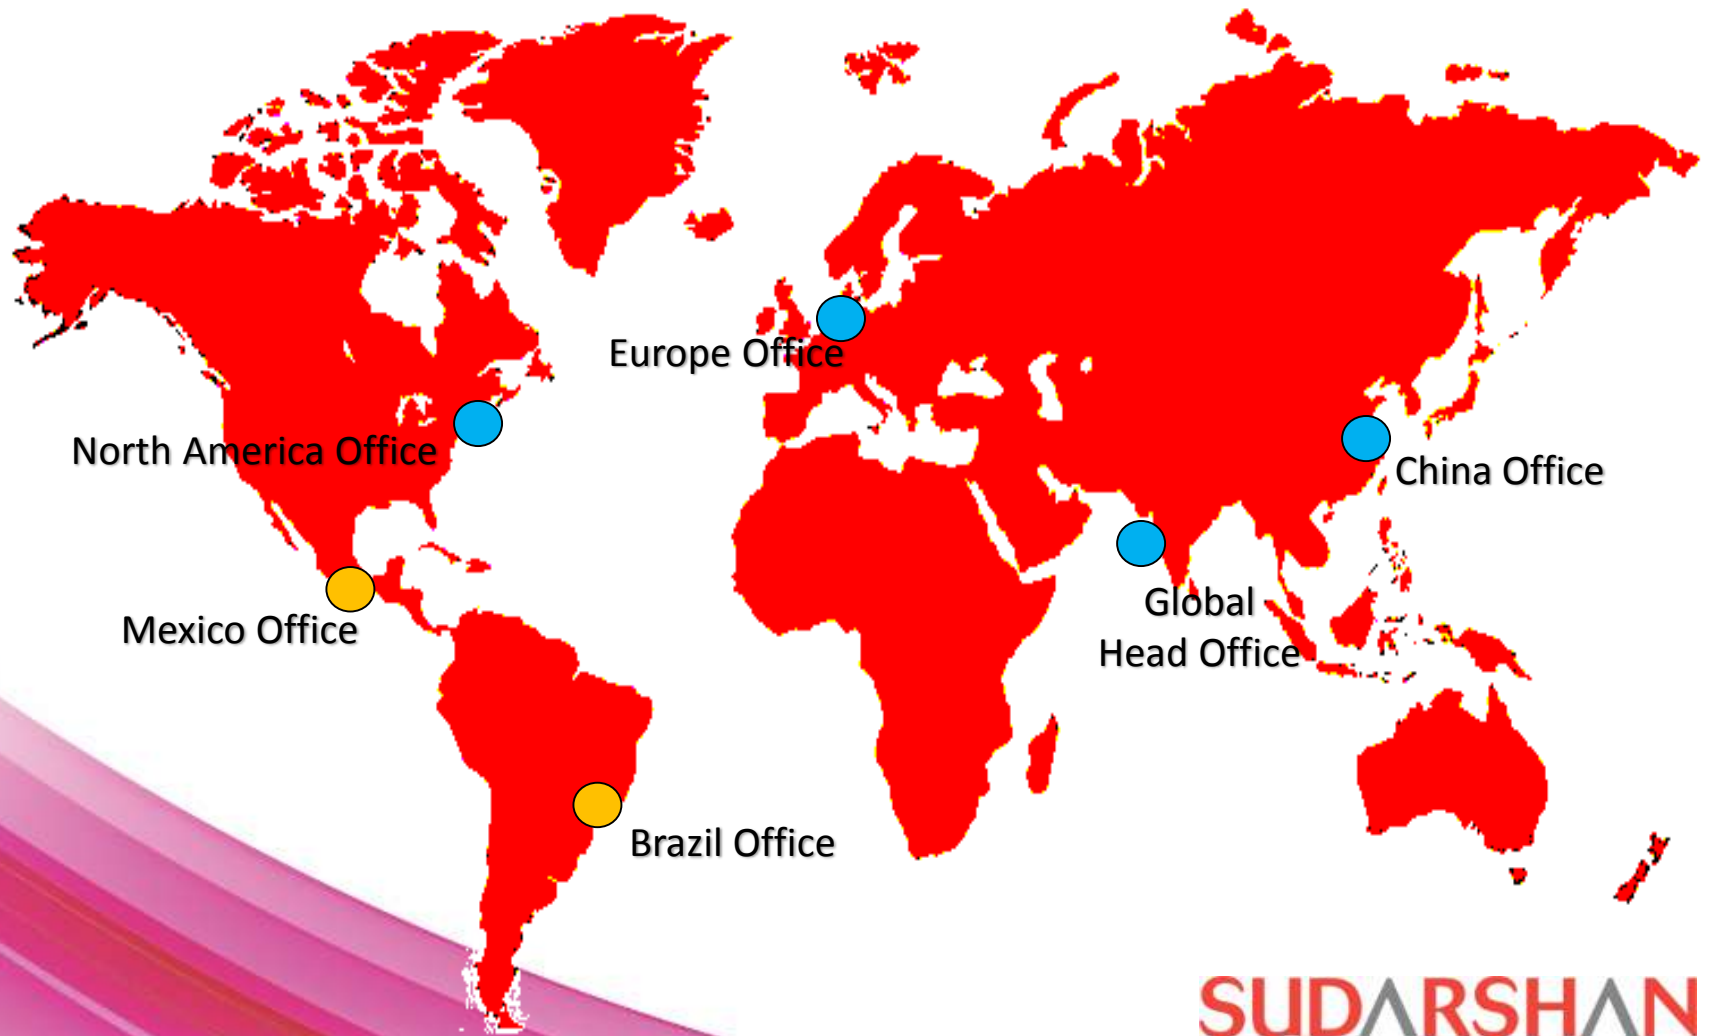 Europe Office
North America Office
China Office
Global
Head Office
Mexico Office
Brazil Office
SUDARSHAN